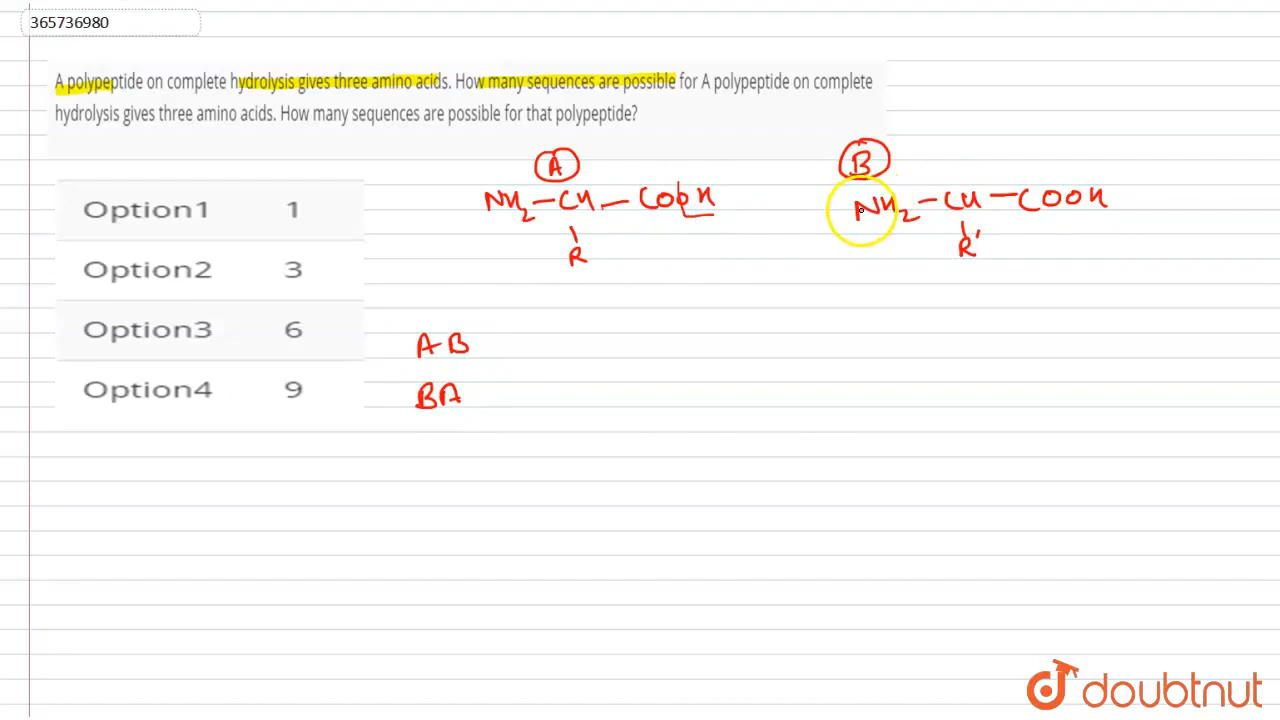 365736980
A polypeptide on complete hydrolysis gives three amino acids. How many sequences are possible for A polypeptide on complete
hydrolysis gives three amino acids. How many sequences are possible for that polypeptide?
A
B
NH2-CH-COOH
NH2-CH-COOH
R
R'
Option1 1
Option2 3
Option3 6
Option4 9
AB
BA
doubtnut